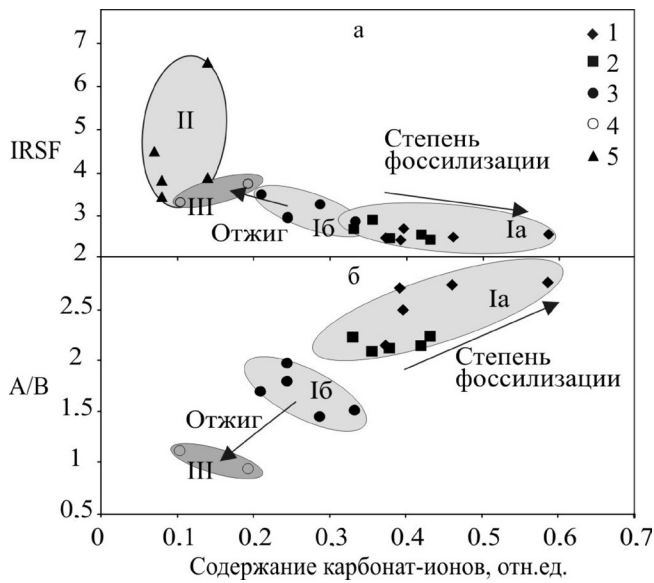 а
7
6
5
IRSF
4
3
2
II
III
Iб
Iа
Степень
фоссилизации
Отжиг
1
2
3
4
5
б
2.5
2
A/B
1.5
1
0.5
Iа
Степень
фоссилизации
Iб
Отжиг
III
0 0.1 0.2 0.3 0.4 0.5 0.6 0.7
Содержание карбонат-ионов, отн.ед.